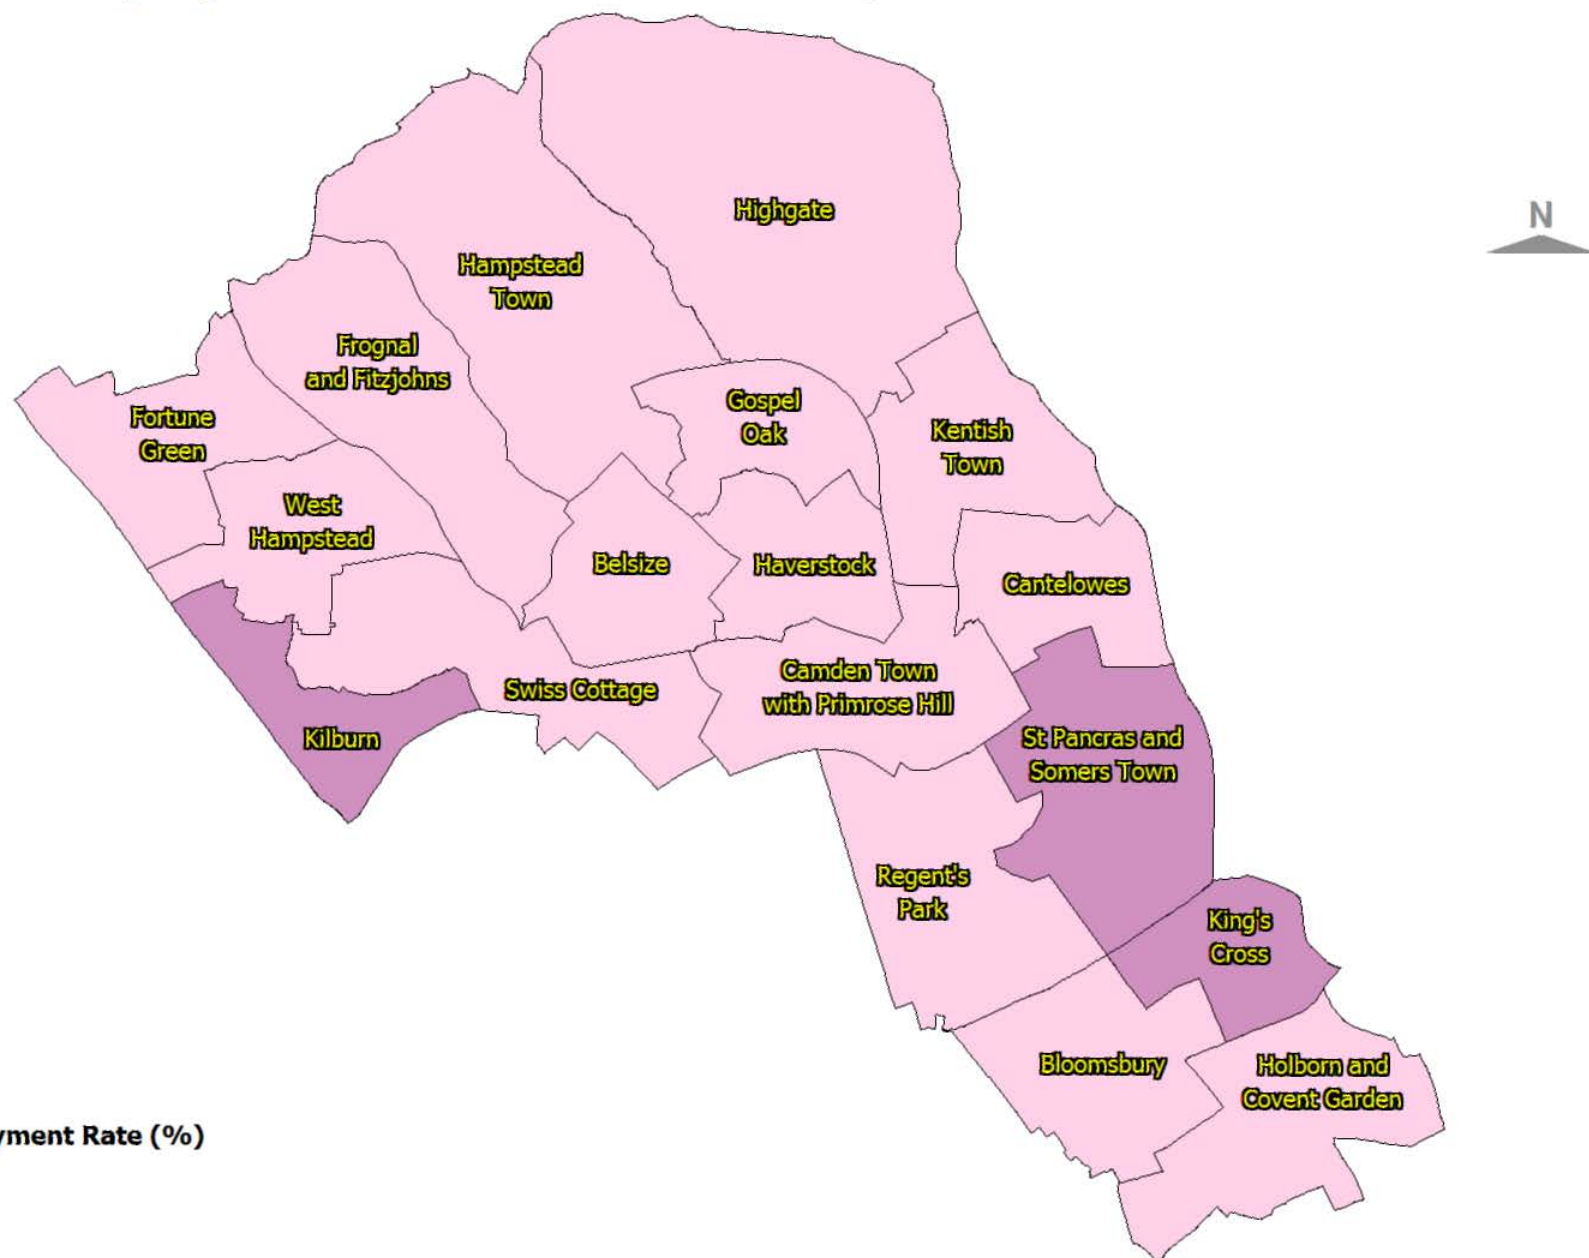 Highgate
N
Hampstead
Town
Frognal
and Fitzjohns
Fortune
Green
Gospel
Oak
Kentish
Town
West
Hampstead
Belsize
Haverstock
Cantelowes
Swiss Cottage
Camden Town
with Primrose Hill
Kilburn
St Pancras and
Somers Town
Regent's
Park
King's
Cross
Bloomsbury
Holborn and
Covent Garden
yment Rate (%)